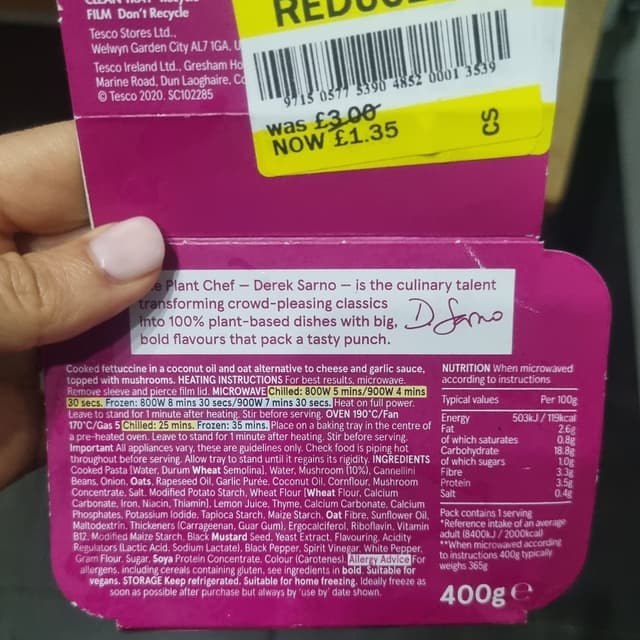 FILM Don't Recycle
Tesco Stores Ltd.,
Welwyn Garden City AL7 1GA, U
Tesco Ireland Ltd., Gresham Ho
Marine Road, Dun Laoghaire, Co
© Tesco 2020. SC102285
REDUCE
9715 0577 5390 4852 0001 3539
was £3.00
NOW £1.35
CS
Plant Chef – Derek Sarno – is the culinary talent
transforming crowd-pleasing classics
into 100% plant-based dishes with big,
bold flavours that pack a tasty punch.
D. Sarno
Cooked fettuccine in a coconut oil and oat alternative to cheese and garlic sauce,
topped with mushrooms. HEATING INSTRUCTIONS For best results, microwave.
Remove sleeve and pierce film lid. MICROWAVE Chilled: 800W 5 mins/900W 4 mins
30 secs. Frozen: 800W 8 mins 30 secs/900W 7 mins 30 secs. Heat on full power.
Leave to stand for 1 minute after heating. Stir before serving. OVEN 190°C/Fan
170°C/Gas 5 Chilled: 25 mins. Frozen: 35 mins. Place on a baking tray in the centre of
a pre-heated oven. Leave to stand for 1 minute after heating. Stir before serving.
Important All appliances vary, these are guidelines only. Check food is piping hot
throughout before serving. Allow tray to stand until it regains its rigidity. INGREDIENTS
Cooked Pasta [Water, Durum Wheat Semolina], Water, Mushroom (10%), Cannellini
Beans, Onion, Oats, Rapeseed Oil, Garlic Purée, Coconut Oil, Cornflour, Mushroom
Concentrate, Salt, Modified Potato Starch, Wheat Flour [Wheat Flour, Calcium
Carbonate, Iron, Niacin, Thiamin], Lemon Juice, Thyme, Calcium Carbonate, Calcium
Phosphates, Potassium Iodide, Tapioca Starch, Maize Starch, Oat Fibre, Sunflower Oil,
Maltodextrin, Thickeners (Carrageenan, Guar Gum), Ergocalciferol, Riboflavin, Vitamin
B12, Modified Maize Starch, Black Mustard Seed, Yeast Extract, Flavouring, Acidity
Regulators (Lactic Acid, Sodium Lactate), Black Pepper, Spirit Vinegar, White Pepper,
Gram Flour, Sugar, Soya Protein Concentrate, Colour (Carotenes). Allergy Advice For
allergens, including cereals containing gluten, see ingredients in bold. Suitable for
vegans. STORAGE Keep refrigerated. Suitable for home freezing. Ideally freeze as
soon as possible after purchase but always by 'use by' date shown.
NUTRITION When microwaved
according to instructions
Typical values Per 100g
Energy 503kJ / 119kcal
Fat 2.6g
of which saturates 0.8g
Carbohydrate 18.8g
of which sugars 1.0g
Fibre 3.3g
Protein 3.5g
Salt 0.4g
Pack contains 1 serving
*Reference intake of an average
adult (8400kJ / 2000kcal)
**When microwaved according
to instructions 400g typically
weighs 365g
400g e